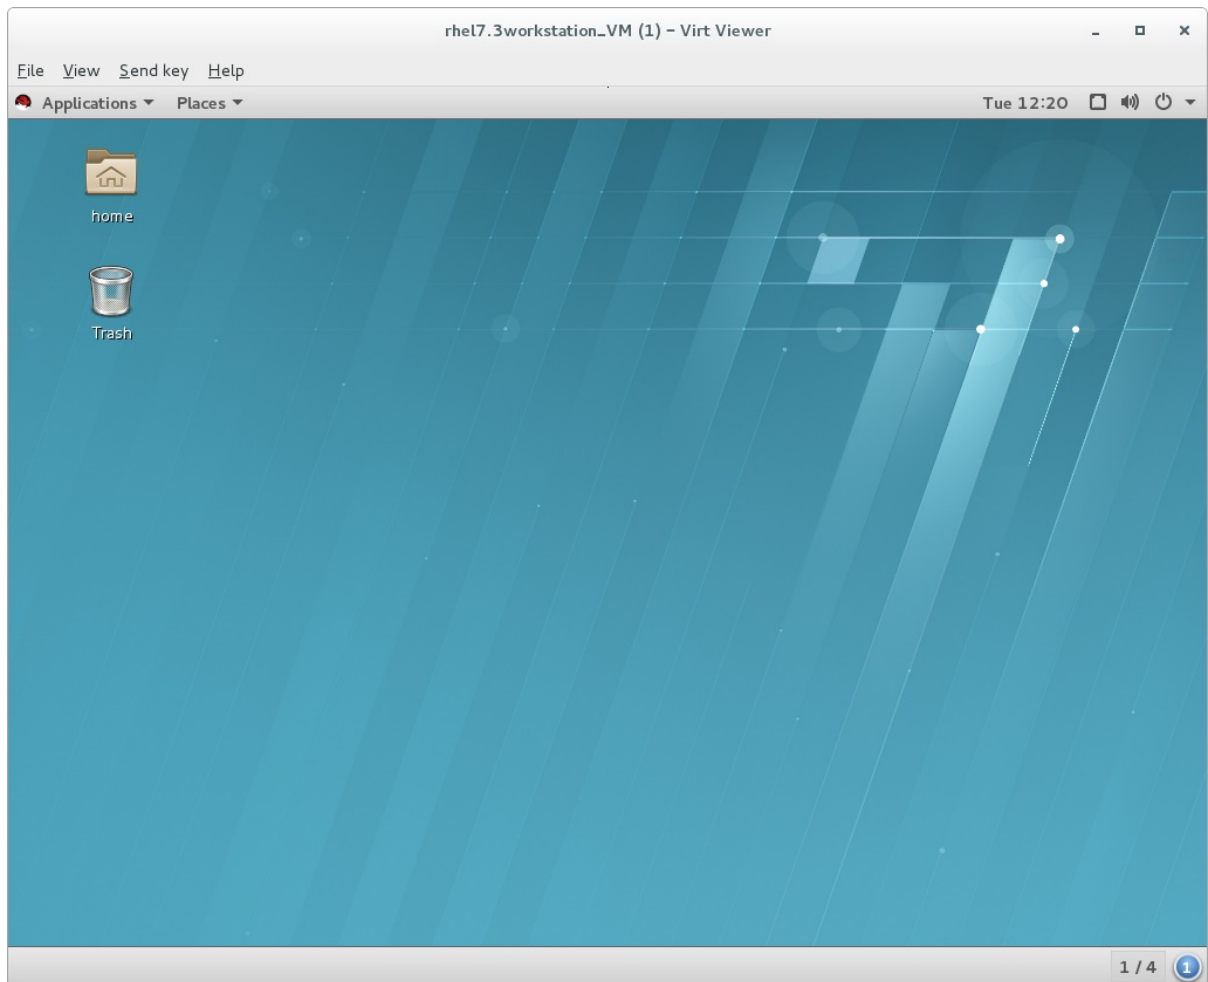 rhel7.3workstation_VM (1) – Virt Viewer
File View Send key Help
Applications Places Tue 12:20
home
Trash
1 / 4 1